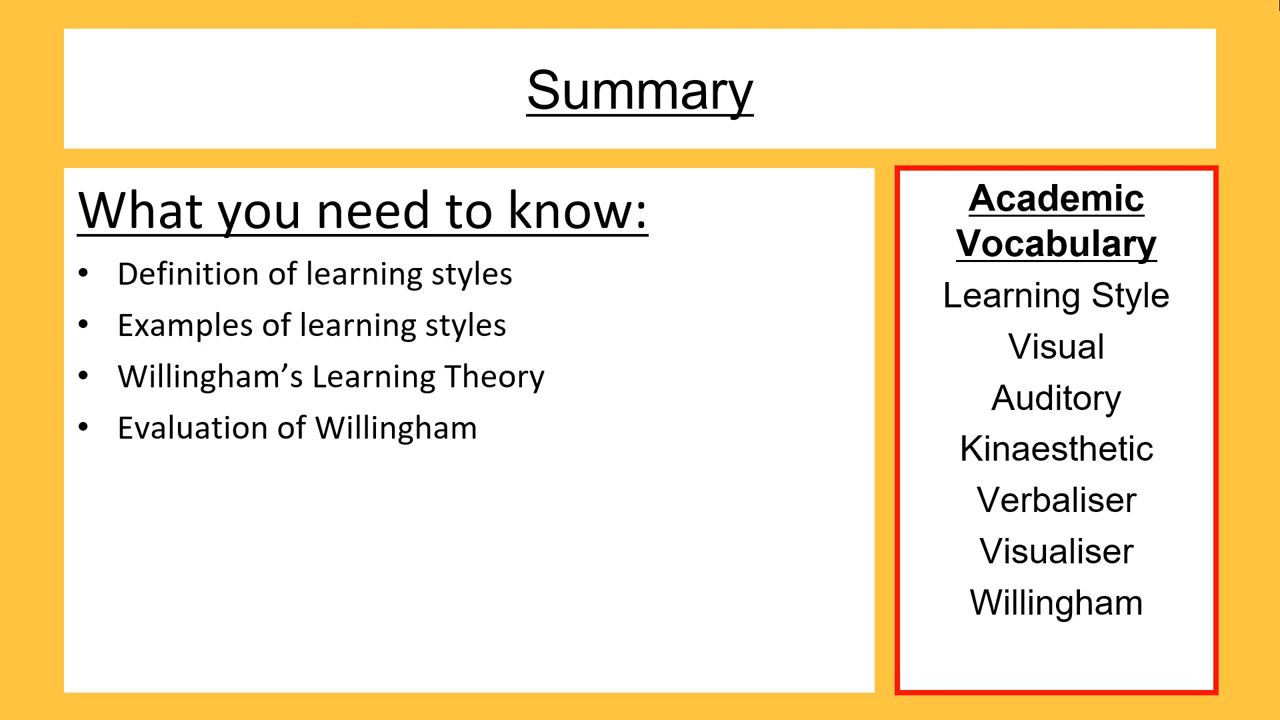 Summary
What you need to know:
• Definition of learning styles
• Examples of learning styles
• Willingham’s Learning Theory
• Evaluation of Willingham
Academic
Vocabulary
Learning Style
Visual
Auditory
Kinaesthetic
Verbaliser
Visualiser
Willingham